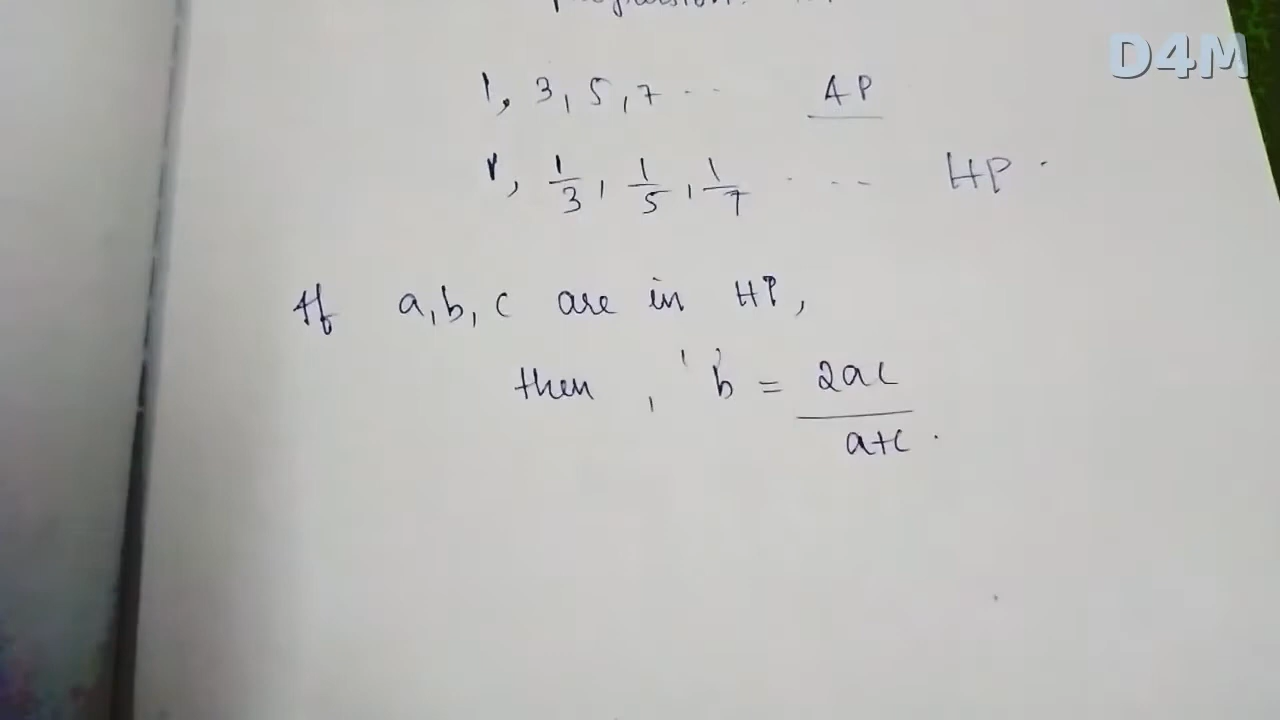 D4M
1, 3, 5, 7 ... AP
1, 1/3, 1/5, 1/7 . . . . HP .
If a, b, c are in HP,
then , 'b' = 2ac / a+c .